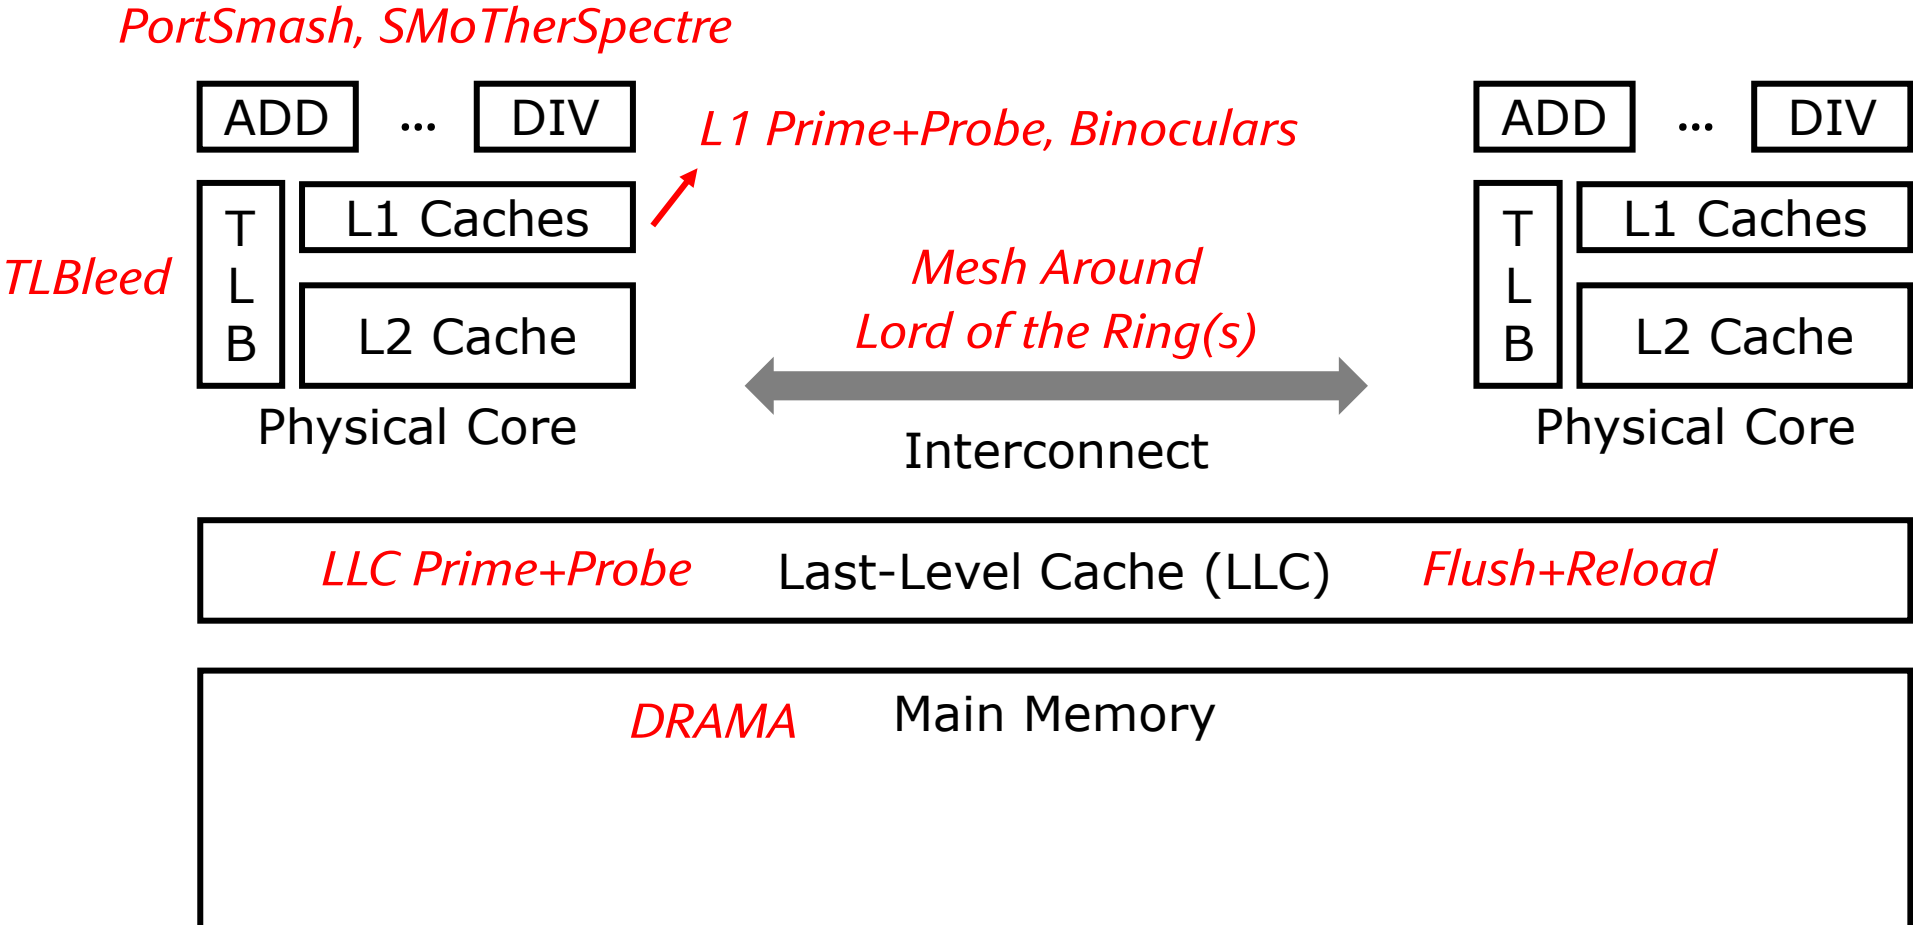 PortSmash, SMoTherSpectre
ADD ... DIV
L1 Prime+Probe, Binoculars
ADD ... DIV
TLB
L1 Caches
L2 Cache
TLBleed
Physical Core
Mesh Around
Lord of the Ring(s)
Interconnect
TLB
L1 Caches
L2 Cache
Physical Core
LLC Prime+Probe Last-Level Cache (LLC) Flush+Reload
DRAMA Main Memory